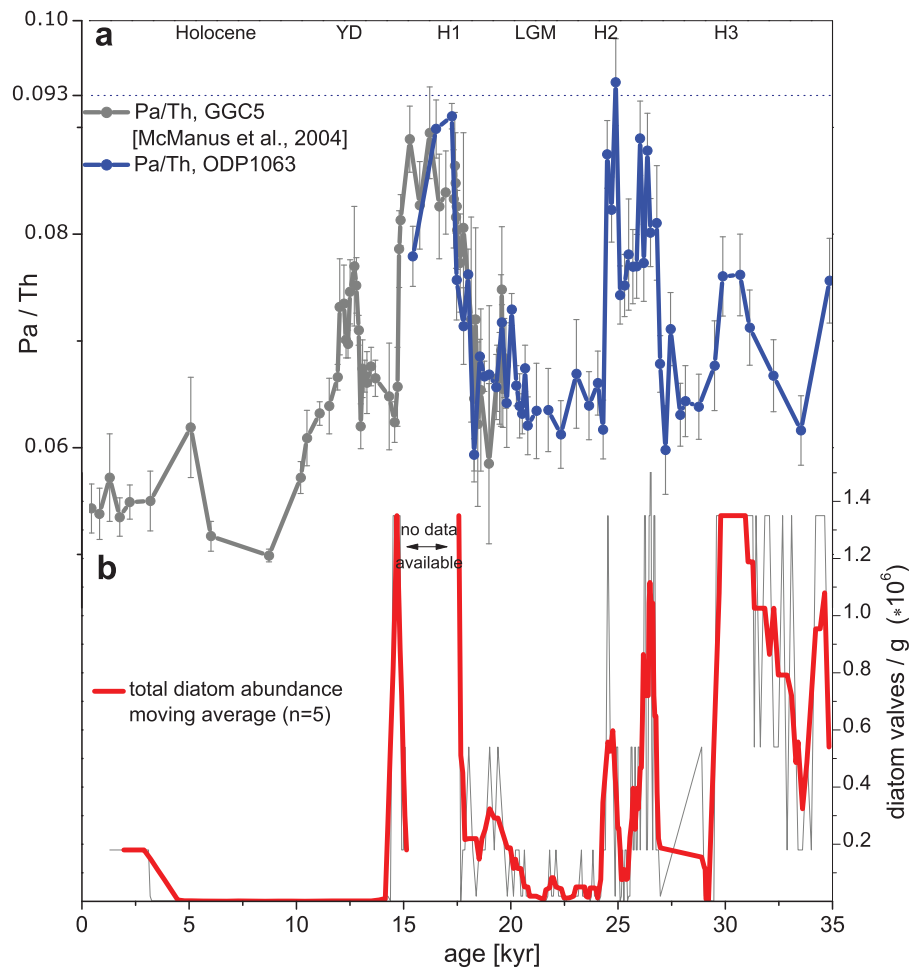 a
Holocene YD H1 LGM H2 H3
0.10
0.093
0.08
0.06
Pa / Th
Pa/Th, GGC5
[McManus et al., 2004]
Pa/Th, ODP1063
b
no data
available
total diatom abundance
moving average (n=5)
1.4
1.2
1.0
0.8
0.6
0.4
0.2
diatom valves / g (*10⁶)
0 5 10 15 20 25 30 35
age [kyr]